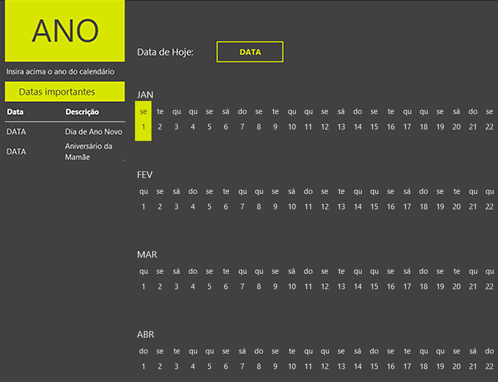 ANO
Insira acima o ano do calendário
Datas importantes
Data Descrição
DATA Dia de Ano Novo
DATA Aniversário da
Mamãe
Data de Hoje: DATA
JAN
se te qu qu se sá do se te qu qu se sá do se te qu qu se sá do se
1 2 3 4 5 6 7 8 9 10 11 12 13 14 15 16 17 18 19 20 21 22
FEV
qu se sá do se te qu qu se sá do se te qu qu se sá do se te qu qu
1 2 3 4 5 6 7 8 9 10 11 12 13 14 15 16 17 18 19 20 21 22
MAR
qu se sá do se te qu qu se sá do se te qu qu se sá do se te qu qu
1 2 3 4 5 6 7 8 9 10 11 12 13 14 15 16 17 18 19 20 21 22
ABR
do se te qu qu se sá do se te qu qu se sá do se te qu qu se sá do
1 2 3 4 5 6 7 8 9 10 11 12 13 14 15 16 17 18 19 20 21 22